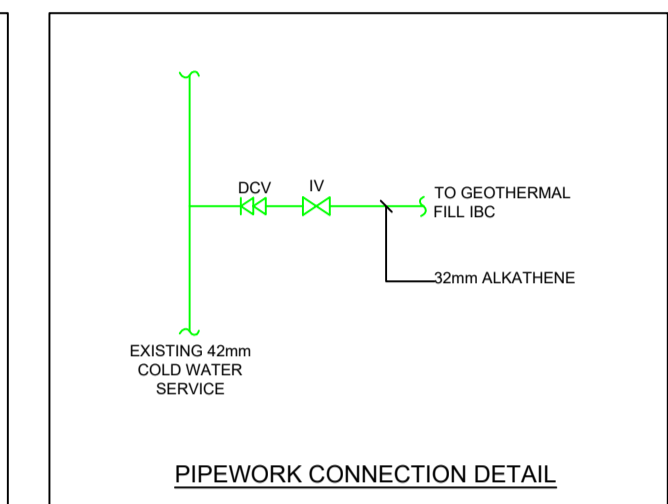 DCV
IV
TO GEOTHERMAL
FILL IBC
32mm ALKATHENE
EXISTING 42mm
COLD WATER
SERVICE
PIPEWORK CONNECTION DETAIL